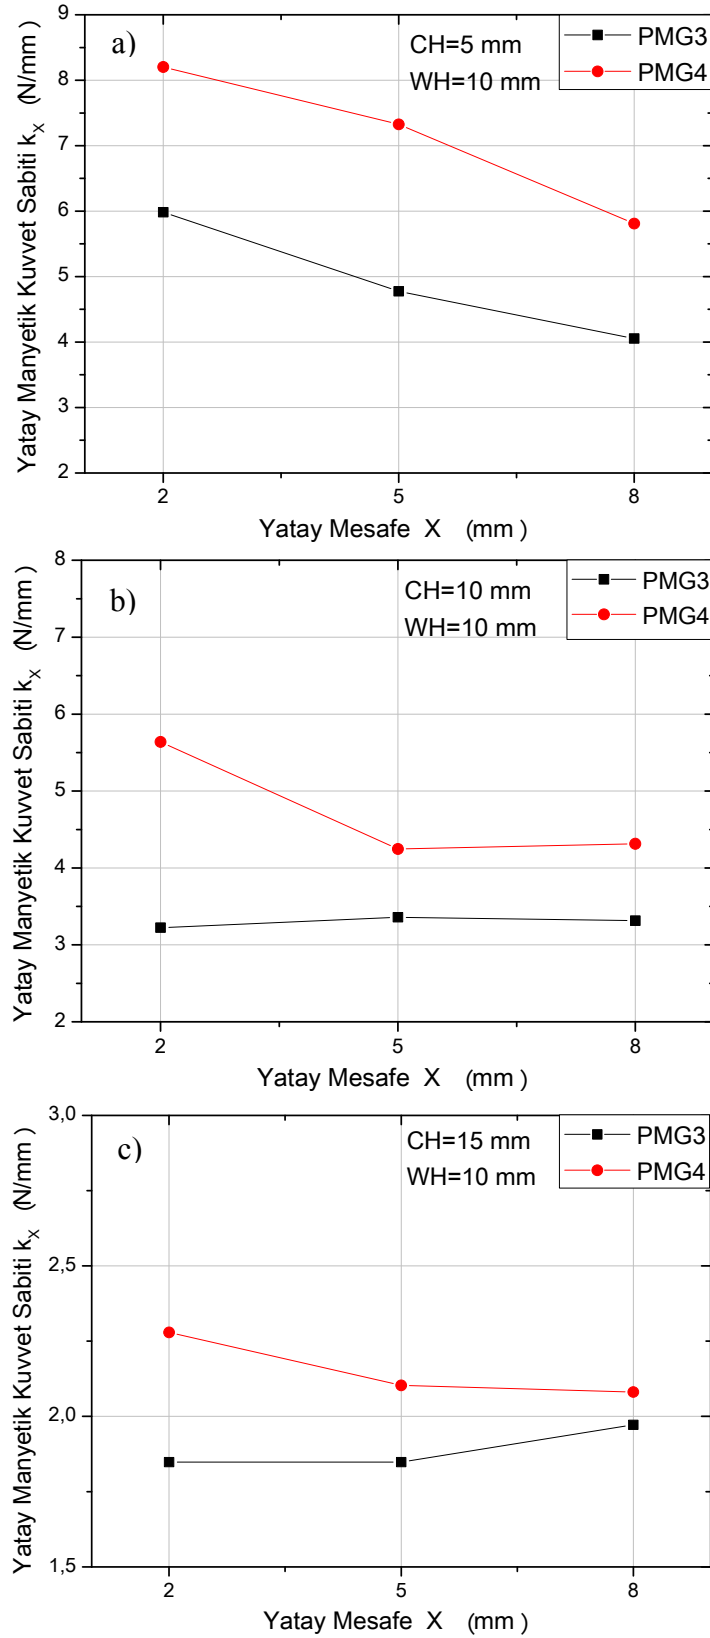 a)
CH=5 mm
WH=10 mm
PMG3
PMG4
Yatay Manyetik Kuvvet Sabiti kX (N/mm )
9
8
7
6
5
4
3
2
2 5 8
Yatay Mesafe X (mm )
b)
CH=10 mm
WH=10 mm
PMG3
PMG4
Yatay Manyetik Kuvvet Sabiti kX (N/mm )
8
7
6
5
4
3
2
2 5 8
Yatay Mesafe X (mm )
c)
CH=15 mm
WH=10 mm
PMG3
PMG4
Yatay Manyetik Kuvvet Sabiti kX (N/mm )
3,0
2,5
2,0
1,5
2 5 8
Yatay Mesafe X (mm )